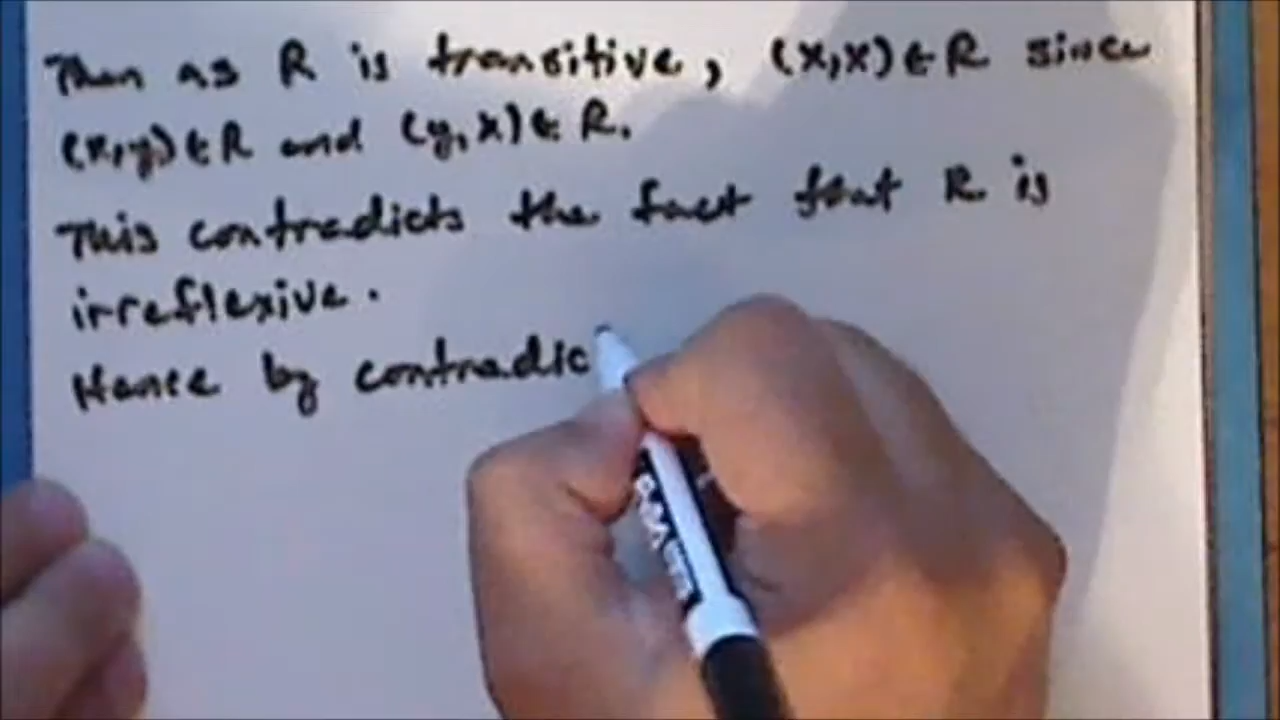 Then as R is transitive, (x,x) ∈ R since
(x,y) ∈ R and (y,x) ∈ R.
This contradicts the fact that R is
irreflexive.
Hence by contradic